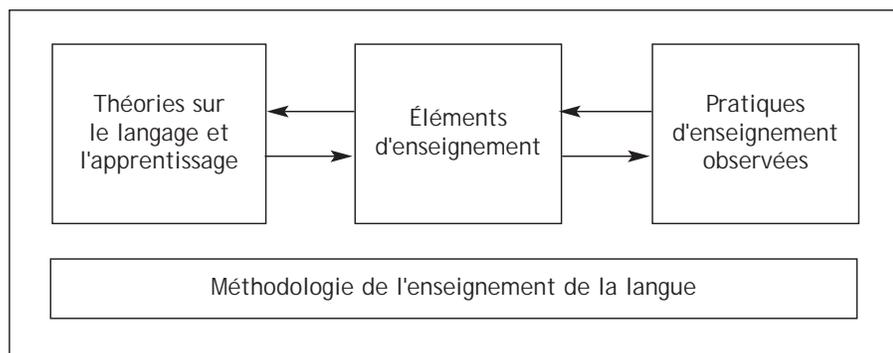 Théories sur
le langage et
l'apprentissage
Éléments
d'enseignement
Pratiques
d'enseignement
observées
Méthodologie de l'enseignement de la langue